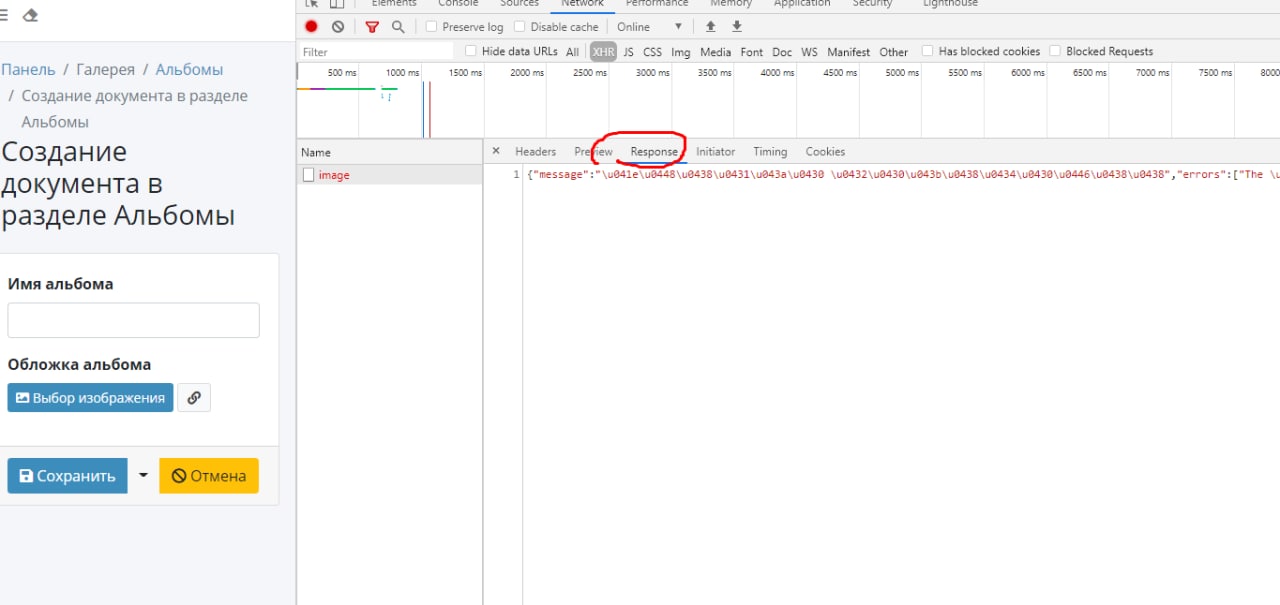 Elements Console Sources Network Performance Memory Application Security Lighthouse
Preserve log Disable cache Online
Filter Hide data URLs All XHR JS CSS Img Media Font Doc WS Manifest Other Has blocked cookies Blocked Requests
500 ms 1000 ms 1500 ms 2000 ms 2500 ms 3000 ms 3500 ms 4000 ms 4500 ms 5000 ms 5500 ms 6000 ms 6500 ms 7000 ms 7500 ms 8000
Name
image
Headers Preview Response Initiator Timing Cookies
1 {"message":"\u041e\u0448\u0438\u0431\u043a\u0430 \u0432\u0430\u043b\u0438\u0434\u0430\u0446\u0438\u0438","errors":["The \u
Панель / Галерея / Альбомы
/ Создание документа в разделе
Альбомы
Создание
документа в
разделе Альбомы
Имя альбома
Обложка альбома
Выбор изображения
Сохранить Отмена